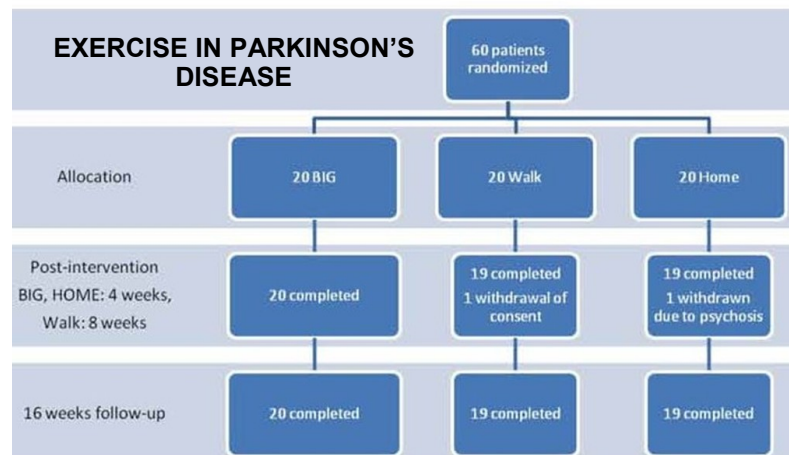 EXERCISE IN PARKINSON'S
DISEASE
60 patients
randomized
Allocation
20 BIG
20 Walk
20 Home
Post-intervention
BIG, HOME: 4 weeks,
Walk: 8 weeks
20 completed
19 completed
1 withdrawal of
consent
19 completed
1 withdrawn
due to psychosis
16 weeks follow-up
20 completed
19 completed
19 completed